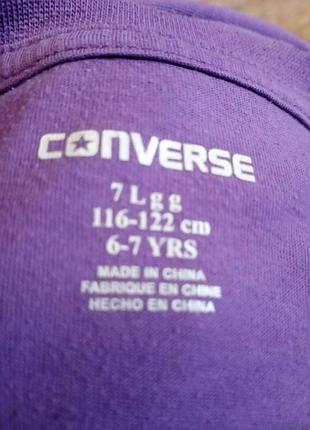 CONVERSE
7 L g g
116-122 cm
6-7 YRS
MADE IN CHINA
FABRIQUE EN CHINE
HECHO EN CHINA